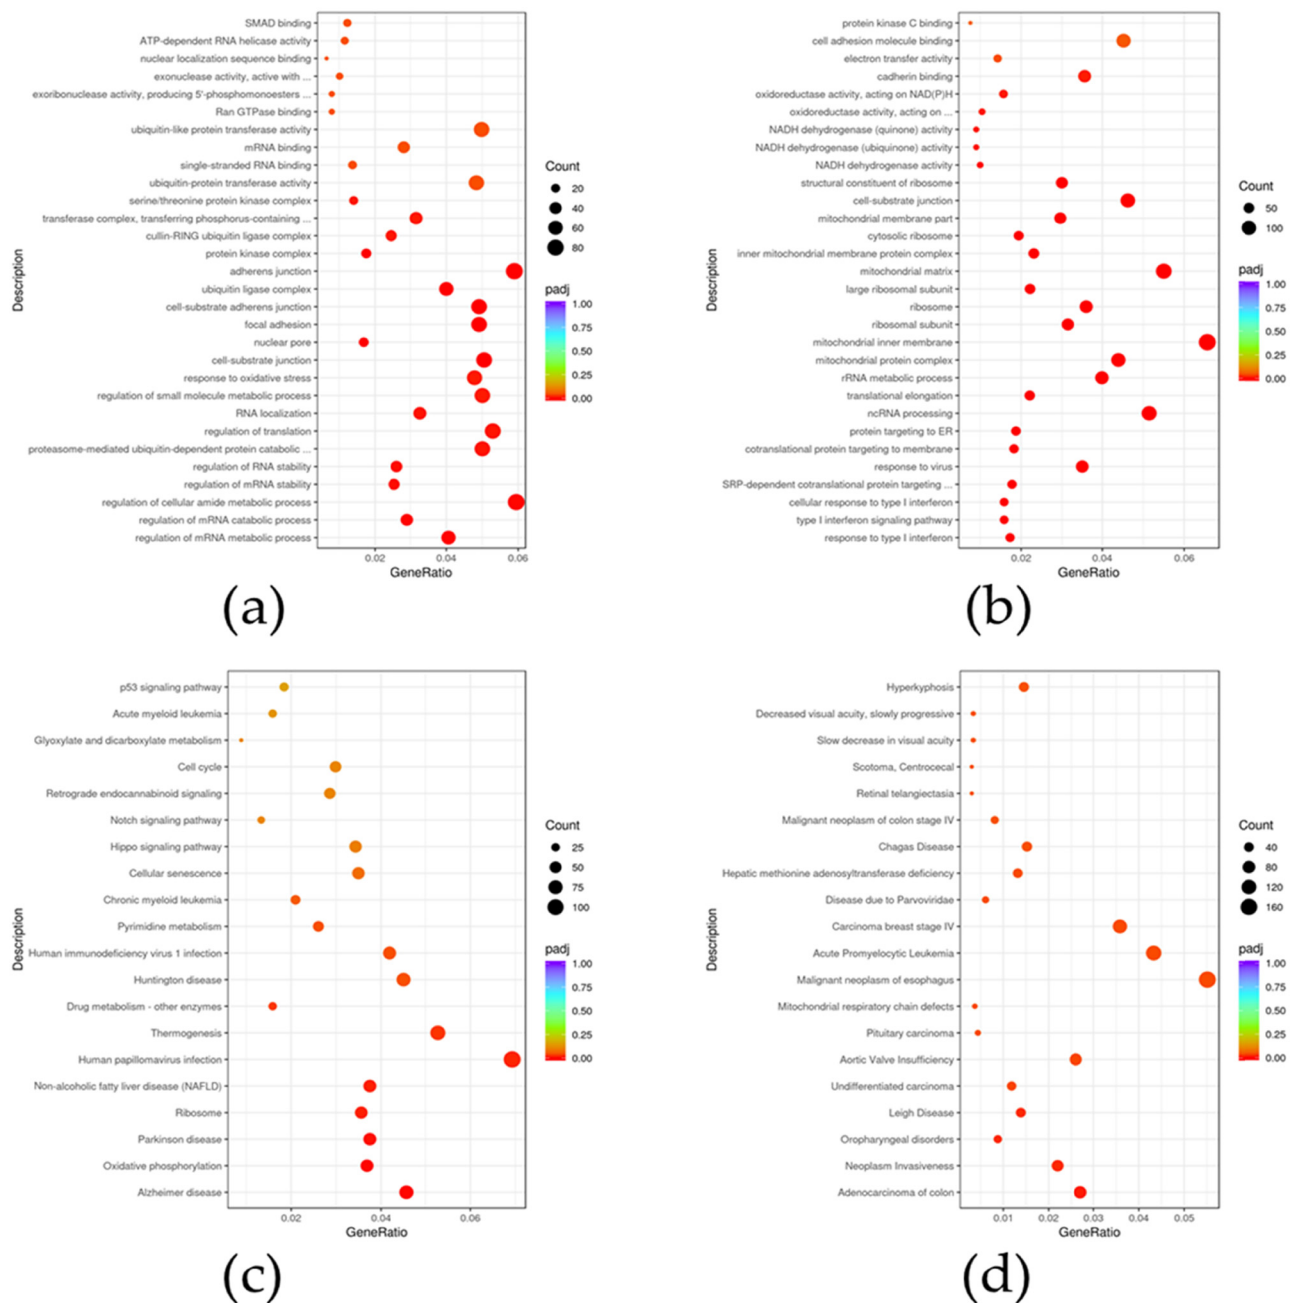 SMAD binding
ATP-dependent RNA helicase activity
nuclear localization sequence binding
exonuclease activity, active with ...
exoribonuclease activity, producing 5'-phosphomonoesters ...
Ran GTPase binding
ubiquitin-like protein transferase activity
mRNA binding
single-stranded RNA binding
ubiquitin-protein transferase activity
serine/threonine protein kinase complex
transferase complex, transferring phosphorus-containing ...
cullin-RING ubiquitin ligase complex
protein kinase complex
adherens junction
ubiquitin ligase complex
cell-substrate adherens junction
focal adhesion
nuclear pore
cell-substrate junction
response to oxidative stress
regulation of small molecule metabolic process
RNA localization
regulation of translation
proteasome-mediated ubiquitin-dependent protein catabolic ...
regulation of RNA stability
regulation of mRNA stability
regulation of cellular amide metabolic process
regulation of mRNA catabolic process
regulation of mRNA metabolic process
Description
0.02 0.04 0.06
GeneRatio
Count
20
40
60
80
padj
1.00
0.75
0.50
0.25
0.00
(a)
protein kinase C binding
cell adhesion molecule binding
electron transfer activity
cadherin binding
oxidoreductase activity, acting on NAD(P)H
oxidoreductase activity, acting on ...
NADH dehydrogenase (quinone) activity
NADH dehydrogenase (ubiquinone) activity
NADH dehydrogenase activity
structural constituent of ribosome
cell-substrate junction
mitochondrial membrane part
cytosolic ribosome
inner mitochondrial membrane protein complex
mitochondrial matrix
large ribosomal subunit
ribosome
ribosomal subunit
mitochondrial inner membrane
mitochondrial protein complex
rRNA metabolic process
translational elongation
ncRNA processing
protein targeting to ER
cotranslational protein targeting to membrane
response to virus
SRP-dependent cotranslational protein targeting ...
cellular response to type I interferon
type I interferon signaling pathway
response to type I interferon
Description
0.02 0.04 0.06
GeneRatio
Count
50
100
padj
1.00
0.75
0.50
0.25
0.00
(b)
p53 signaling pathway
Acute myeloid leukemia
Glyoxylate and dicarboxylate metabolism
Cell cycle
Retrograde endocannabinoid signaling
Notch signaling pathway
Hippo signaling pathway
Cellular senescence
Chronic myeloid leukemia
Pyrimidine metabolism
Human immunodeficiency virus 1 infection
Huntington disease
Drug metabolism - other enzymes
Thermogenesis
Human papillomavirus infection
Non-alcoholic fatty liver disease (NAFLD)
Ribosome
Parkinson disease
Oxidative phosphorylation
Alzheimer disease
Description
0.02 0.04 0.06
GeneRatio
Count
25
50
75
100
padj
1.00
0.75
0.50
0.25
0.00
(c)
Hyperkyphosis
Decreased visual acuity, slowly progressive
Slow decrease in visual acuity
Scotoma, Centrocecal
Retinal telangiectasia
Malignant neoplasm of colon stage IV
Chagas Disease
Hepatic methionine adenosyltransferase deficiency
Disease due to Parvoviridae
Carcinoma breast stage IV
Acute Promyelocytic Leukemia
Malignant neoplasm of esophagus
Mitochondrial respiratory chain defects
Pituitary carcinoma
Aortic Valve Insufficiency
Undifferentiated carcinoma
Leigh Disease
Oropharyngeal disorders
Neoplasm Invasiveness
Adenocarcinoma of colon
Description
0.01 0.02 0.03 0.04 0.05
GeneRatio
Count
40
80
120
160
padj
1.00
0.75
0.50
0.25
0.00
(d)